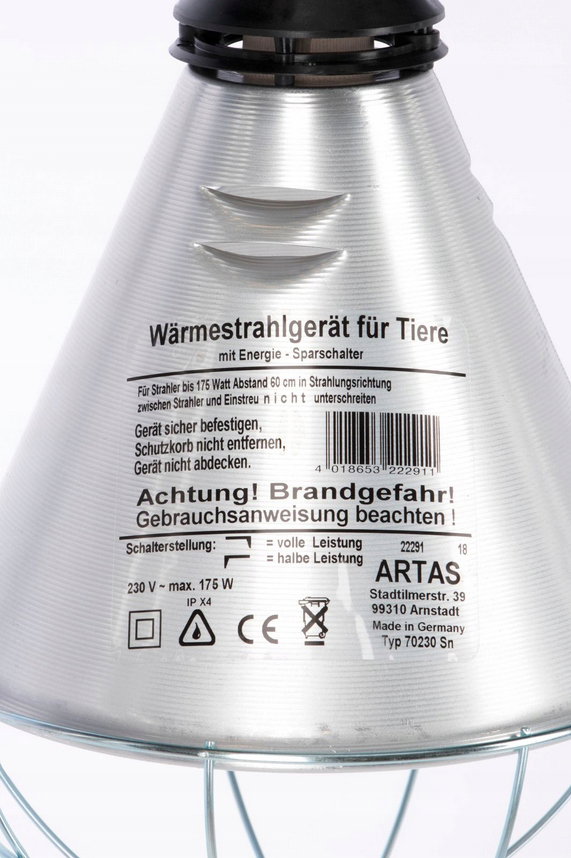 Wärmestrahlgerät für Tiere
mit Energie - Sparschalter
Für Strahler bis 175 Watt Abstand 60 cm in Strahlungsrichtung
zwischen Strahler und Einstreu n i c h t unterschreiten
Gerät sicher befestigen,
Schutzkorb nicht entfernen,
Gerät nicht abdecken.
4 018653 222911
Achtung! Brandgefahr!
Gebrauchsanweisung beachten !
Schalterstellung: = volle Leistung
= halbe Leistung
22291 18
ARTAS
Stadtilmerstr. 39
99310 Arnstadt
Made in Germany
Typ 70230 Sn
230 V ~ max. 175 W
IP X4
CE